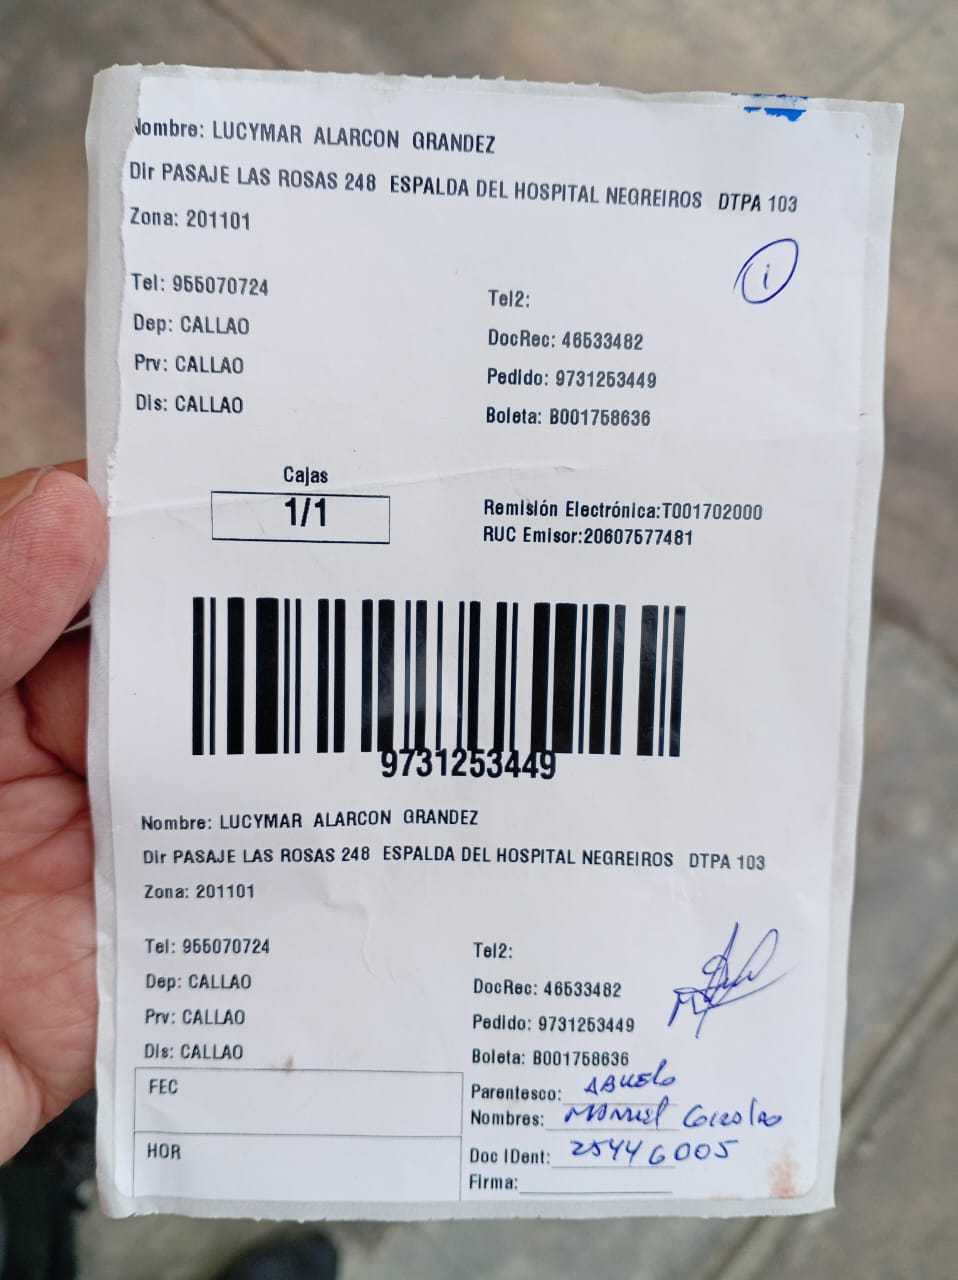 Nombre: LUCYMAR ALARCON GRANDEZ
Dir PASAJE LAS ROSAS 248 ESPALDA DEL HOSPITAL NEGREIROS DTPA 103
Zona: 201101
i
Tel: 955070724
Tel2:
Dep: CALLAO
DocRec: 46533482
Prv: CALLAO
Pedido: 9731253449
Dis: CALLAO
Boleta: B001758636
Cajas
1/1
Remisión Electrónica:T001702000
RUC Emisor:20607577481
9731253449
Nombre: LUCYMAR ALARCON GRANDEZ
Dir PASAJE LAS ROSAS 248 ESPALDA DEL HOSPITAL NEGREIROS DTPA 103
Zona: 201101
Tel: 955070724
Tel2:
Dep: CALLAO
DocRec: 46533482
Prv: CALLAO
Pedido: 9731253449
Dis: CALLAO
Boleta: B001758636
FEC
Parentesco: ABUELO
Nombres: MANUEL
HOR
Doc IDent: 25446005
Firma: